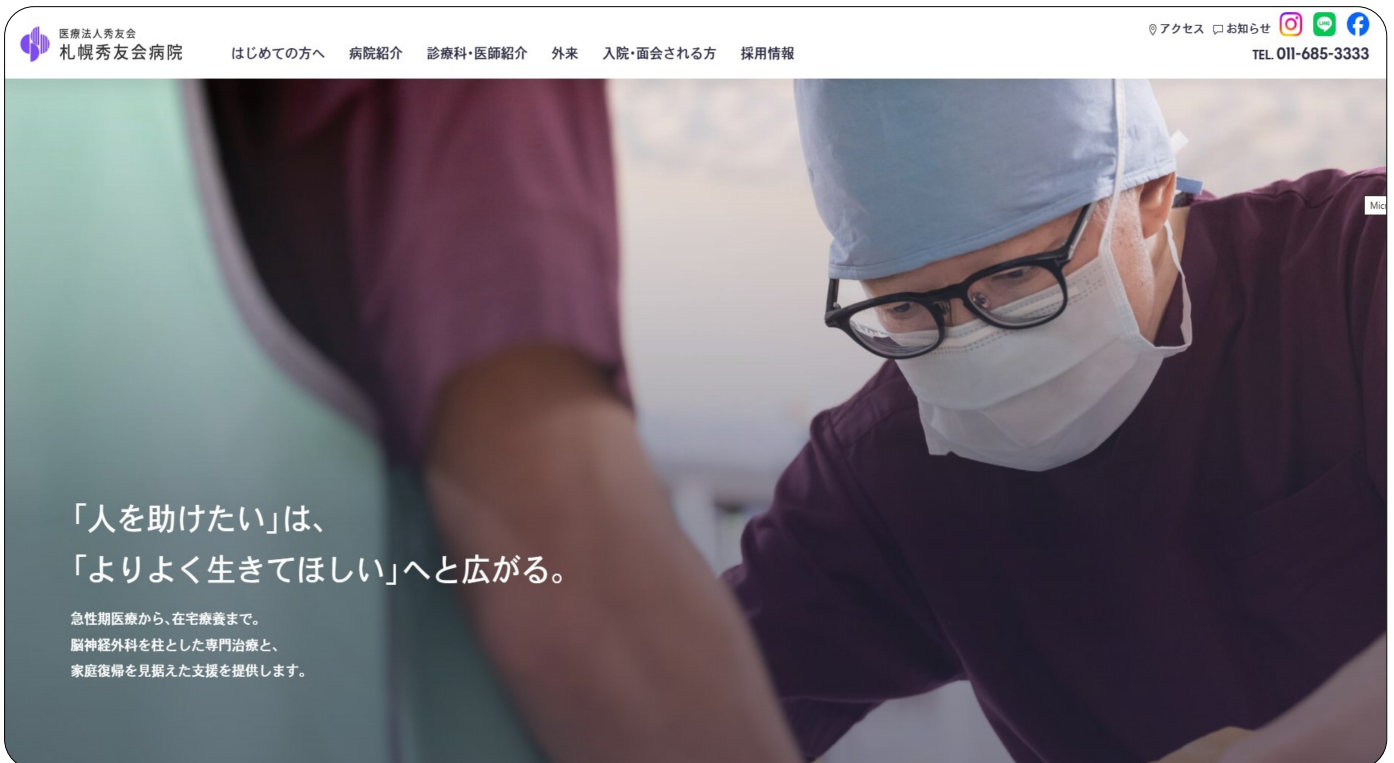 医療法人秀友会
札幌秀友会病院
はじめての方へ 病院紹介 診療科・医師紹介 外来 入院・面会される方 採用情報
アクセス お知らせ LINE
TEL. 011-685-3333
「人を助けたい」は、
「よりよく生きてほしい」へと広がる。
急性期医療から、在宅療養まで。
脳神経外科を柱とした専門治療と、
家庭復帰を見据えた支援を提供します。